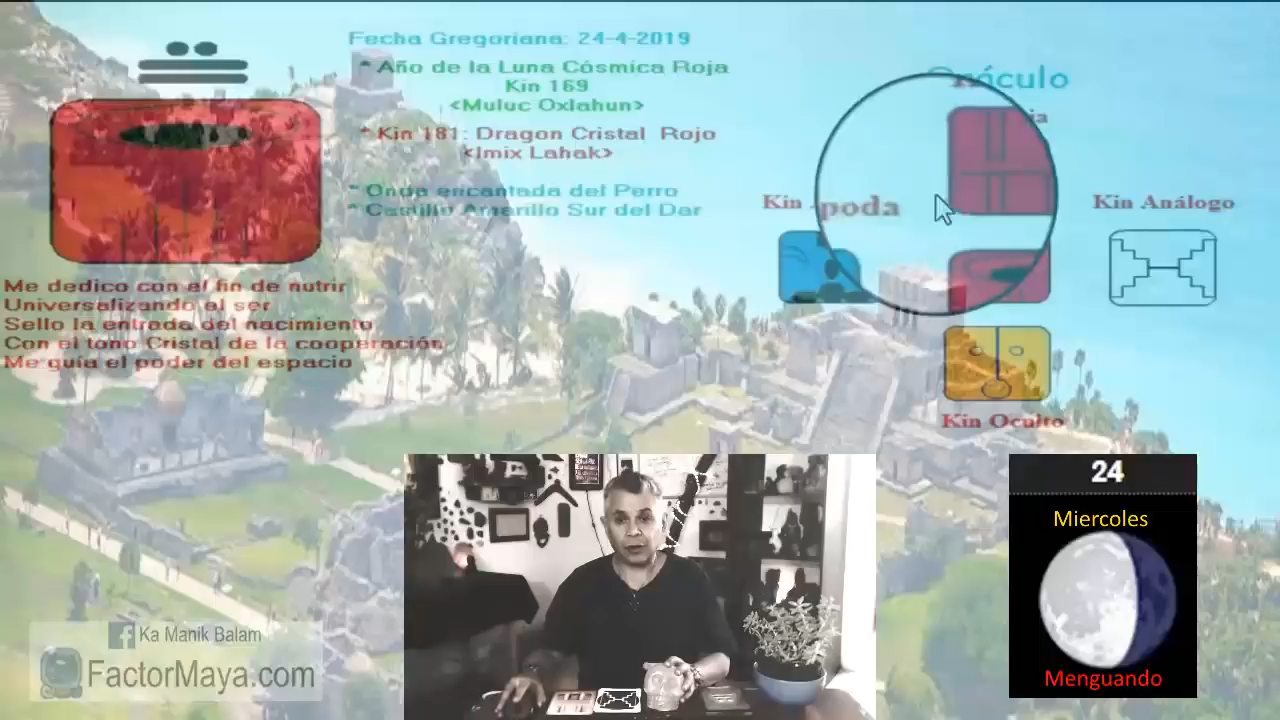 Fecha Gregoriana: 24-4-2019
* Año de la Luna Cósmica Roja
Kin 169
<Muluc Oxlahun>
* Kin 181: Dragon Cristal Rojo
<Imix Lahak>
* Onda encantada del Perro
* Castillo Amarillo Sur del Dar
Me dedico con el fin de nutrir
Universalizando el ser
Sello la entrada del nacimiento
Con el tono Cristal de la cooperación
Me guía el poder del espacio
Oráculo
Kin
poda
Kin Análogo
Kin Oculto
24
Miercoles
Menguando
Ka Manik Balam
FactorMaya.com